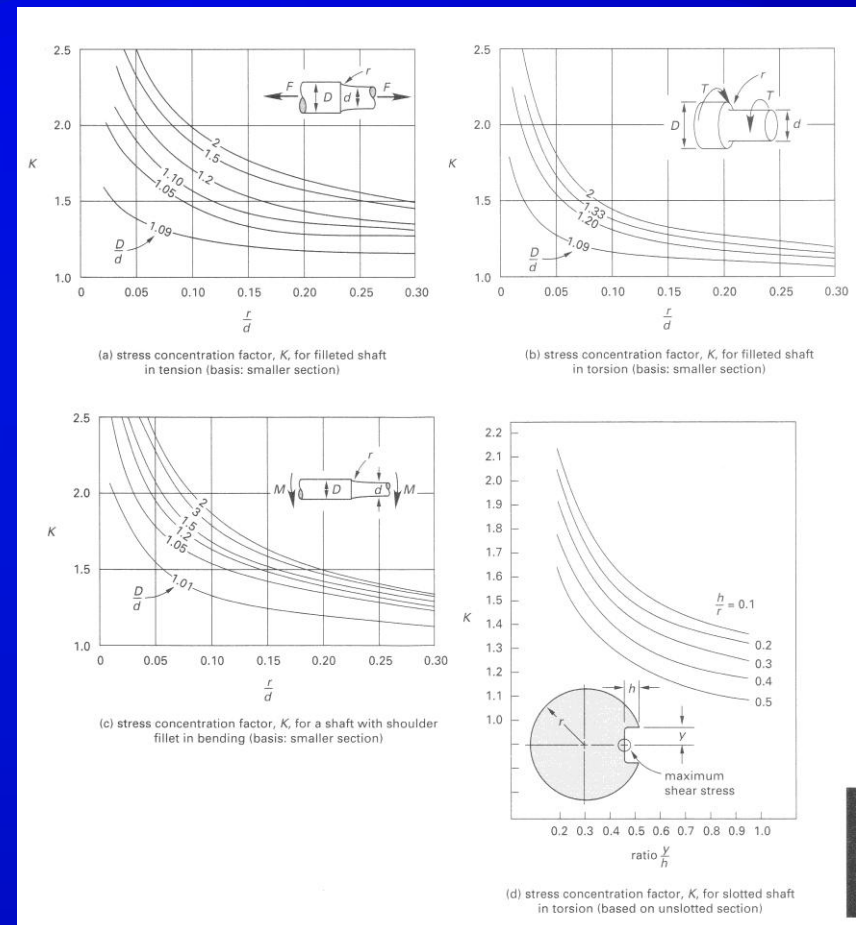 2.5
2.0
K
1.5
1.0
F
D
d
r
F
2
1.5
1.2
1.10
1.05
1.09
D
d
0 0.05 0.10 0.15 0.20 0.25 0.30
r
d
(a) stress concentration factor, K, for filleted shaft
in tension (basis: smaller section)
2.5
2.0
K
1.5
1.0
T
r
T
D
d
2
1.33
1.20
1.09
D
d
0 0.05 0.10 0.15 0.20 0.25 0.30
r
d
(b) stress concentration factor, K, for filleted shaft
in torsion (basis: smaller section)
2.5
2.0
K
1.5
1.0
r
M
D
d
M
2
3
1.5
1.2
1.05
1.01
D
d
0 0.05 0.10 0.15 0.20 0.25 0.30
r
d
(c) stress concentration factor, K, for a shaft with shoulder
fillet in bending (basis: smaller section)
2.2
2.1
2.0
1.9
1.8
1.7
1.6
1.5
K
1.4
1.3
1.2
1.1
1.0
h
r
= 0.1
0.2
0.3
0.4
0.5
h
r
y
maximum
shear stress
0.2 0.3 0.4 0.5 0.6 0.7 0.8 0.9 1.0
ratio y
h
(d) stress concentration factor, K, for slotted shaft
in torsion (based on unslotted section)